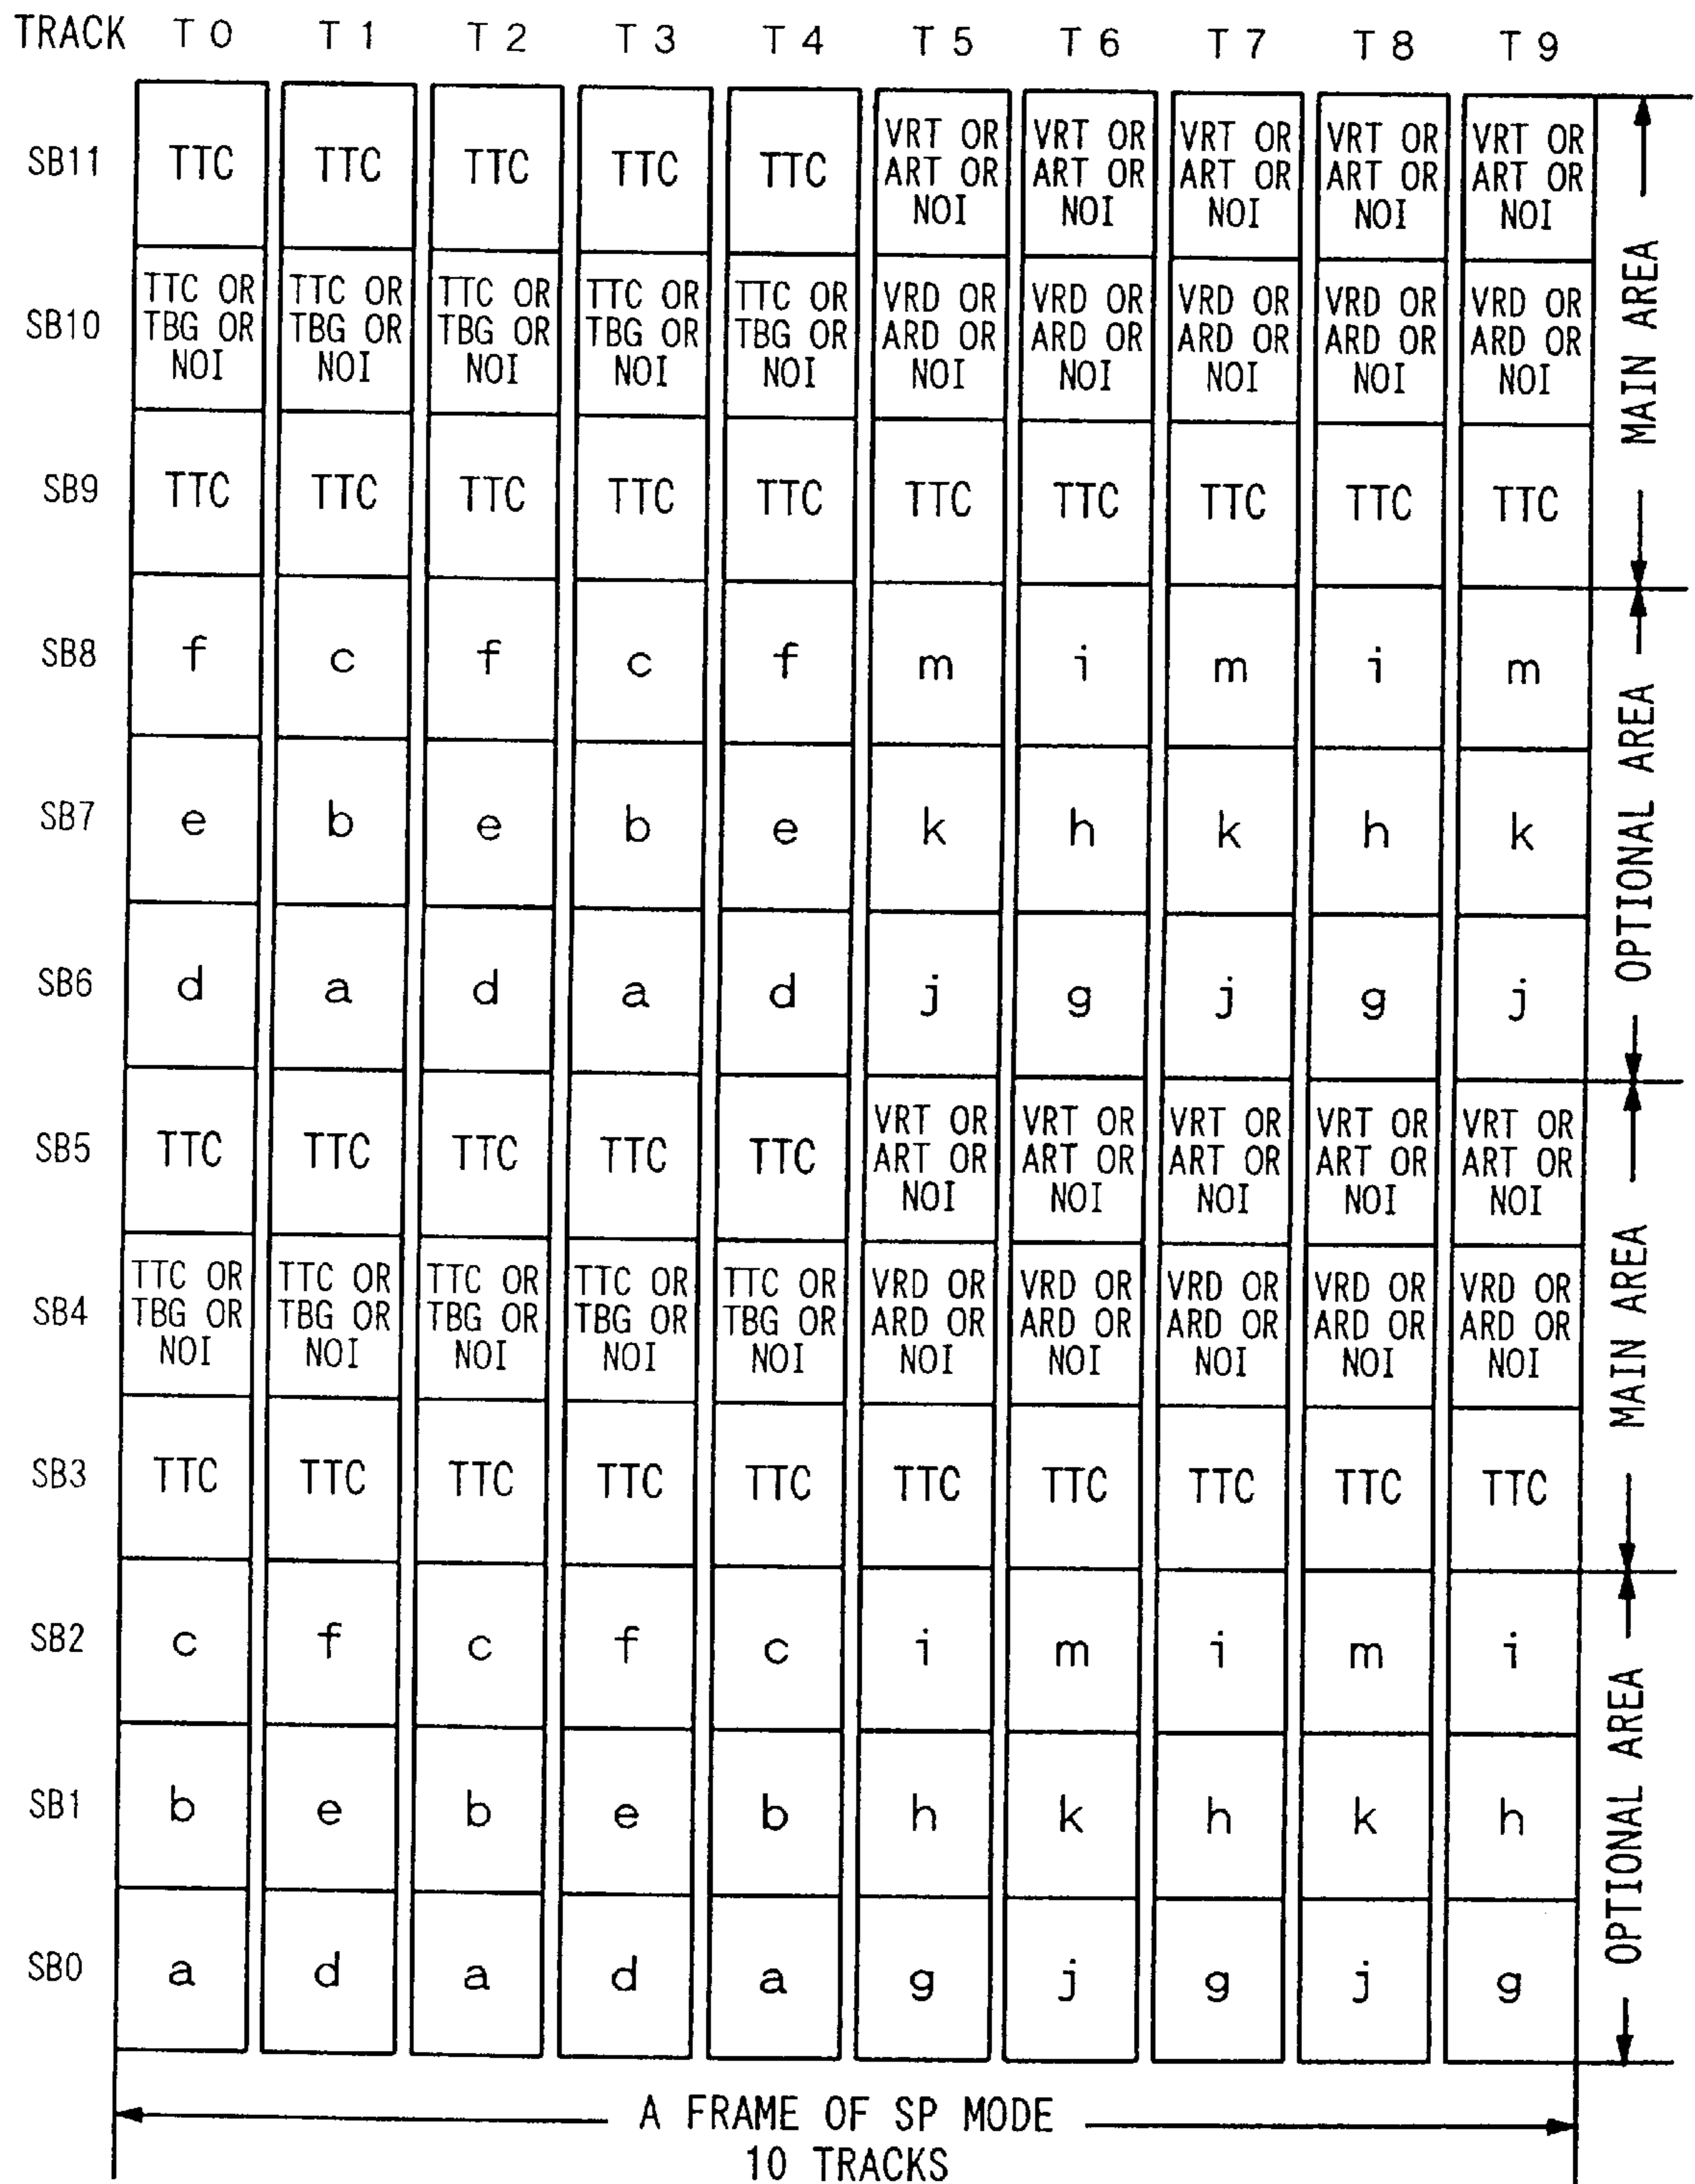 TRACK T0 T1 T2 T3 T4 T5 T6 T7 T8 T9
SB11 TTC TTC TTC TTC TTC VRT OR ART OR NOI VRT OR ART OR NOI VRT OR ART OR NOI VRT OR ART OR NOI VRT OR ART OR NOI
SB10 TTC OR TBG OR NOI TTC OR TBG OR NOI TTC OR TBG OR NOI TTC OR TBG OR NOI TTC OR TBG OR NOI VRD OR ARD OR NOI VRD OR ARD OR NOI VRD OR ARD OR NOI VRD OR ARD OR NOI VRD OR ARD OR NOI
SB9 TTC TTC TTC TTC TTC TTC TTC TTC TTC TTC
MAIN AREA
SB8 f c f c f m i m i m
SB7 e b e b e k h k h k
SB6 d a d a d j g j g j
OPTIONAL AREA
SB5 TTC TTC TTC TTC TTC VRT OR ART OR NOI VRT OR ART OR NOI VRT OR ART OR NOI VRT OR ART OR NOI VRT OR ART OR NOI
SB4 TTC OR TBG OR NOI TTC OR TBG OR NOI TTC OR TBG OR NOI TTC OR TBG OR NOI TTC OR TBG OR NOI VRD OR ARD OR NOI VRD OR ARD OR NOI VRD OR ARD OR NOI VRD OR ARD OR NOI VRD OR ARD OR NOI
SB3 TTC TTC TTC TTC TTC TTC TTC TTC TTC TTC
MAIN AREA
SB2 c f c f c i m i m i
SB1 b e b e b h k h k h
SB0 a d a d a g j g j g
OPTIONAL AREA
A FRAME OF SP MODE
10 TRACKS